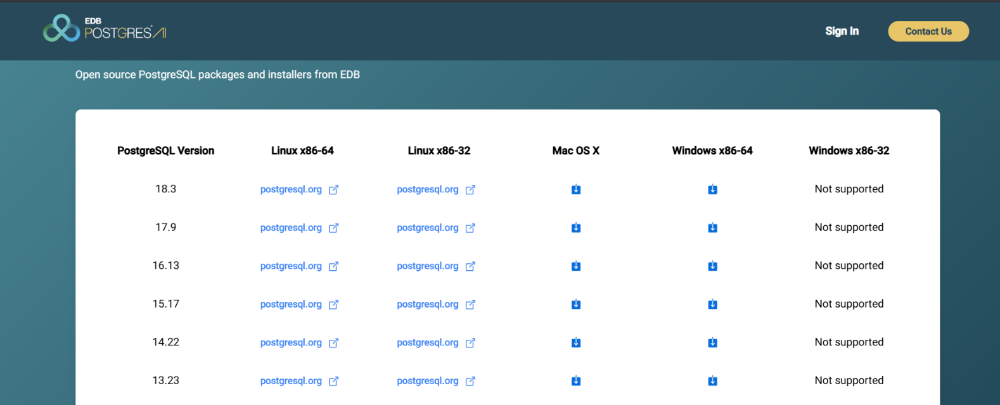 EDB
POSTGRES AI
Sign In
Contact Us
Open source PostgreSQL packages and installers from EDB
PostgreSQL Version Linux x86-64 Linux x86-32 Mac OS X Windows x86-64 Windows x86-32
18.3 postgresql.org postgresql.org Not supported
17.9 postgresql.org postgresql.org Not supported
16.13 postgresql.org postgresql.org Not supported
15.17 postgresql.org postgresql.org Not supported
14.22 postgresql.org postgresql.org Not supported
13.23 postgresql.org postgresql.org Not supported